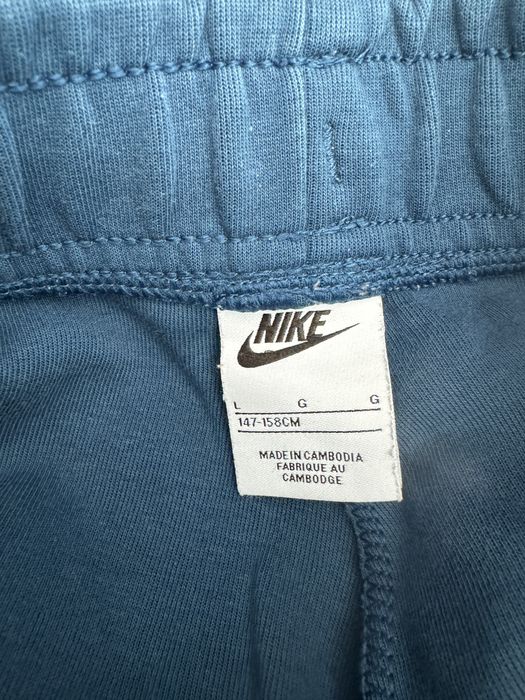 NIKE
L G G
147-158CM
MADE IN CAMBODIA
FABRIQUE AU
CAMBODGE